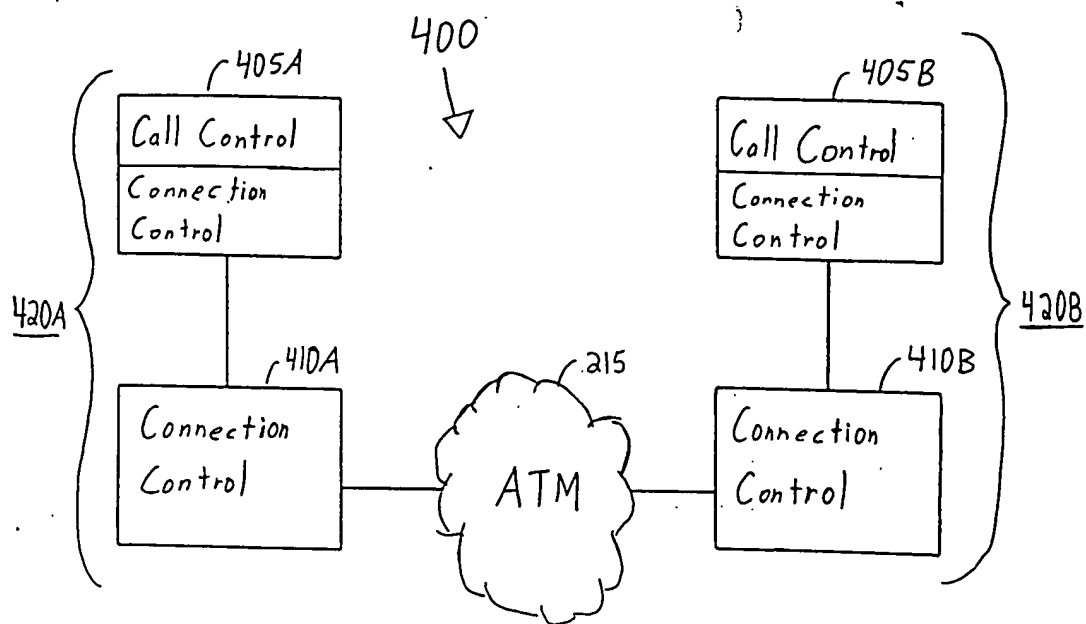 400
405A
Call Control
Connection
Control
405B
Call Control
Connection
Control
420A
420B
410A
Connection
Control
215
ATM
410B
Connection
Control